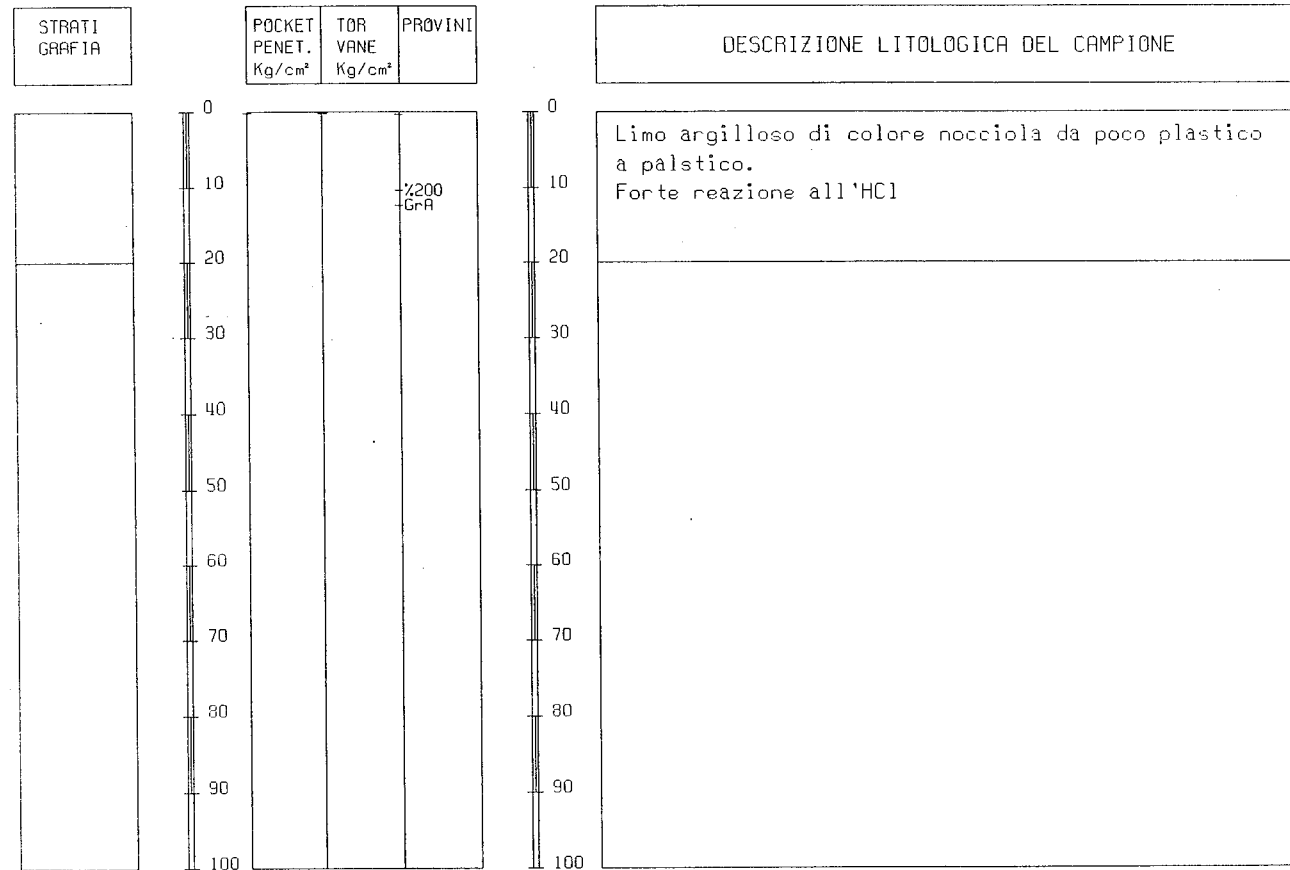 STRATI
GRAFIA
POCKET
PENET.
Kg/cm²
TOR
VANE
Kg/cm²
PROVINI
DESCRIZIONE LITOLOGICA DEL CAMPIONE
0
10
20
30
40
50
60
70
80
90
100
%200
GrA
0
10
20
30
40
50
60
70
80
90
100
Limo argilloso di colore nocciola da poco plastico
a palstico.
Forte reazione all'HCl